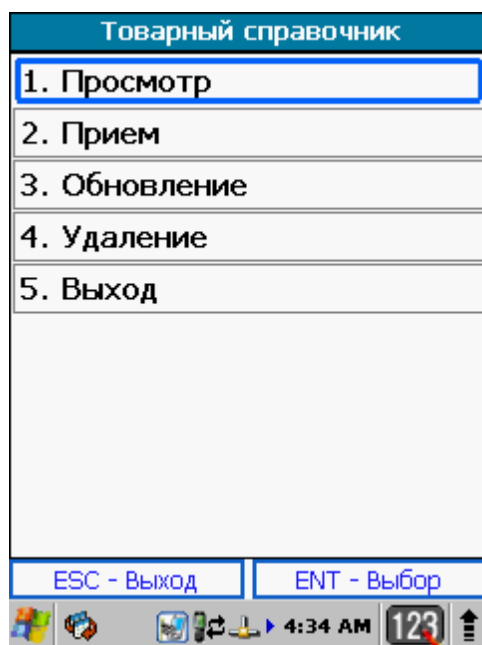 Товарный справочник
1. Просмотр
2. Прием
3. Обновление
4. Удаление
5. Выход
ESC - Выход ENT - Выбор
4:34 AM 123